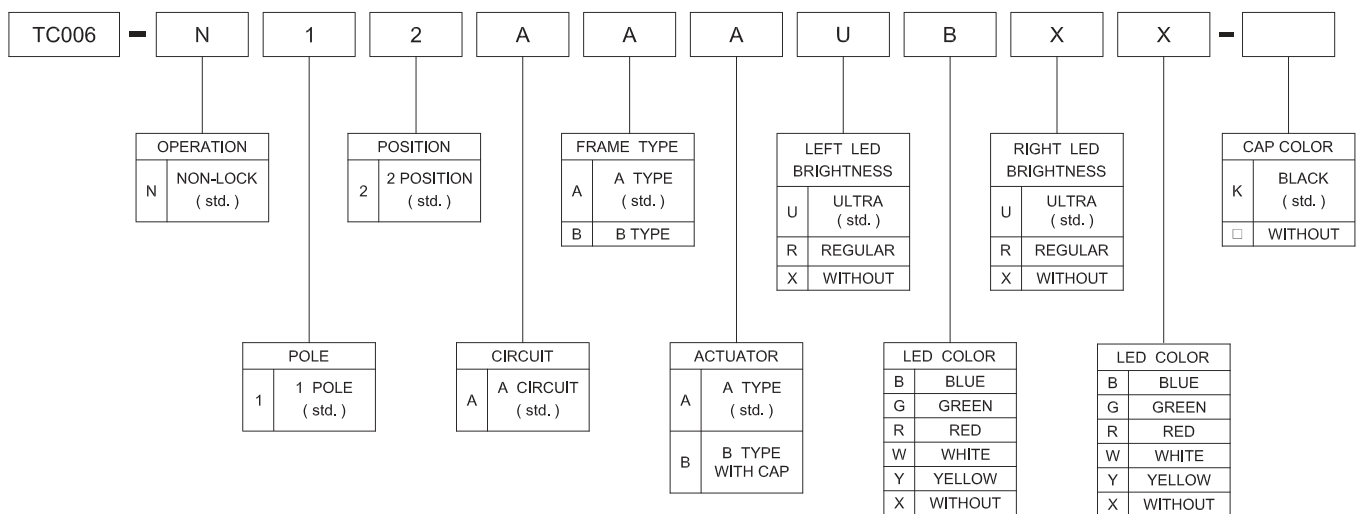 TC006 - N 1 2 A A A U B X X -
OPERATION
N NON-LOCK
( std. )
POSITION
2 2 POSITION
( std. )
FRAME TYPE
A A TYPE
( std. )
B B TYPE
LEFT LED
BRIGHTNESS
U ULTRA
( std. )
R REGULAR
X WITHOUT
RIGHT LED
BRIGHTNESS
U ULTRA
( std. )
R REGULAR
X WITHOUT
CAP COLOR
K BLACK
( std. )
□ WITHOUT
POLE
1 1 POLE
( std. )
CIRCUIT
A A CIRCUIT
( std. )
ACTUATOR
A A TYPE
( std. )
B B TYPE
WITH CAP
LED COLOR
B BLUE
G GREEN
R RED
W WHITE
Y YELLOW
X WITHOUT
LED COLOR
B BLUE
G GREEN
R RED
W WHITE
Y YELLOW
X WITHOUT